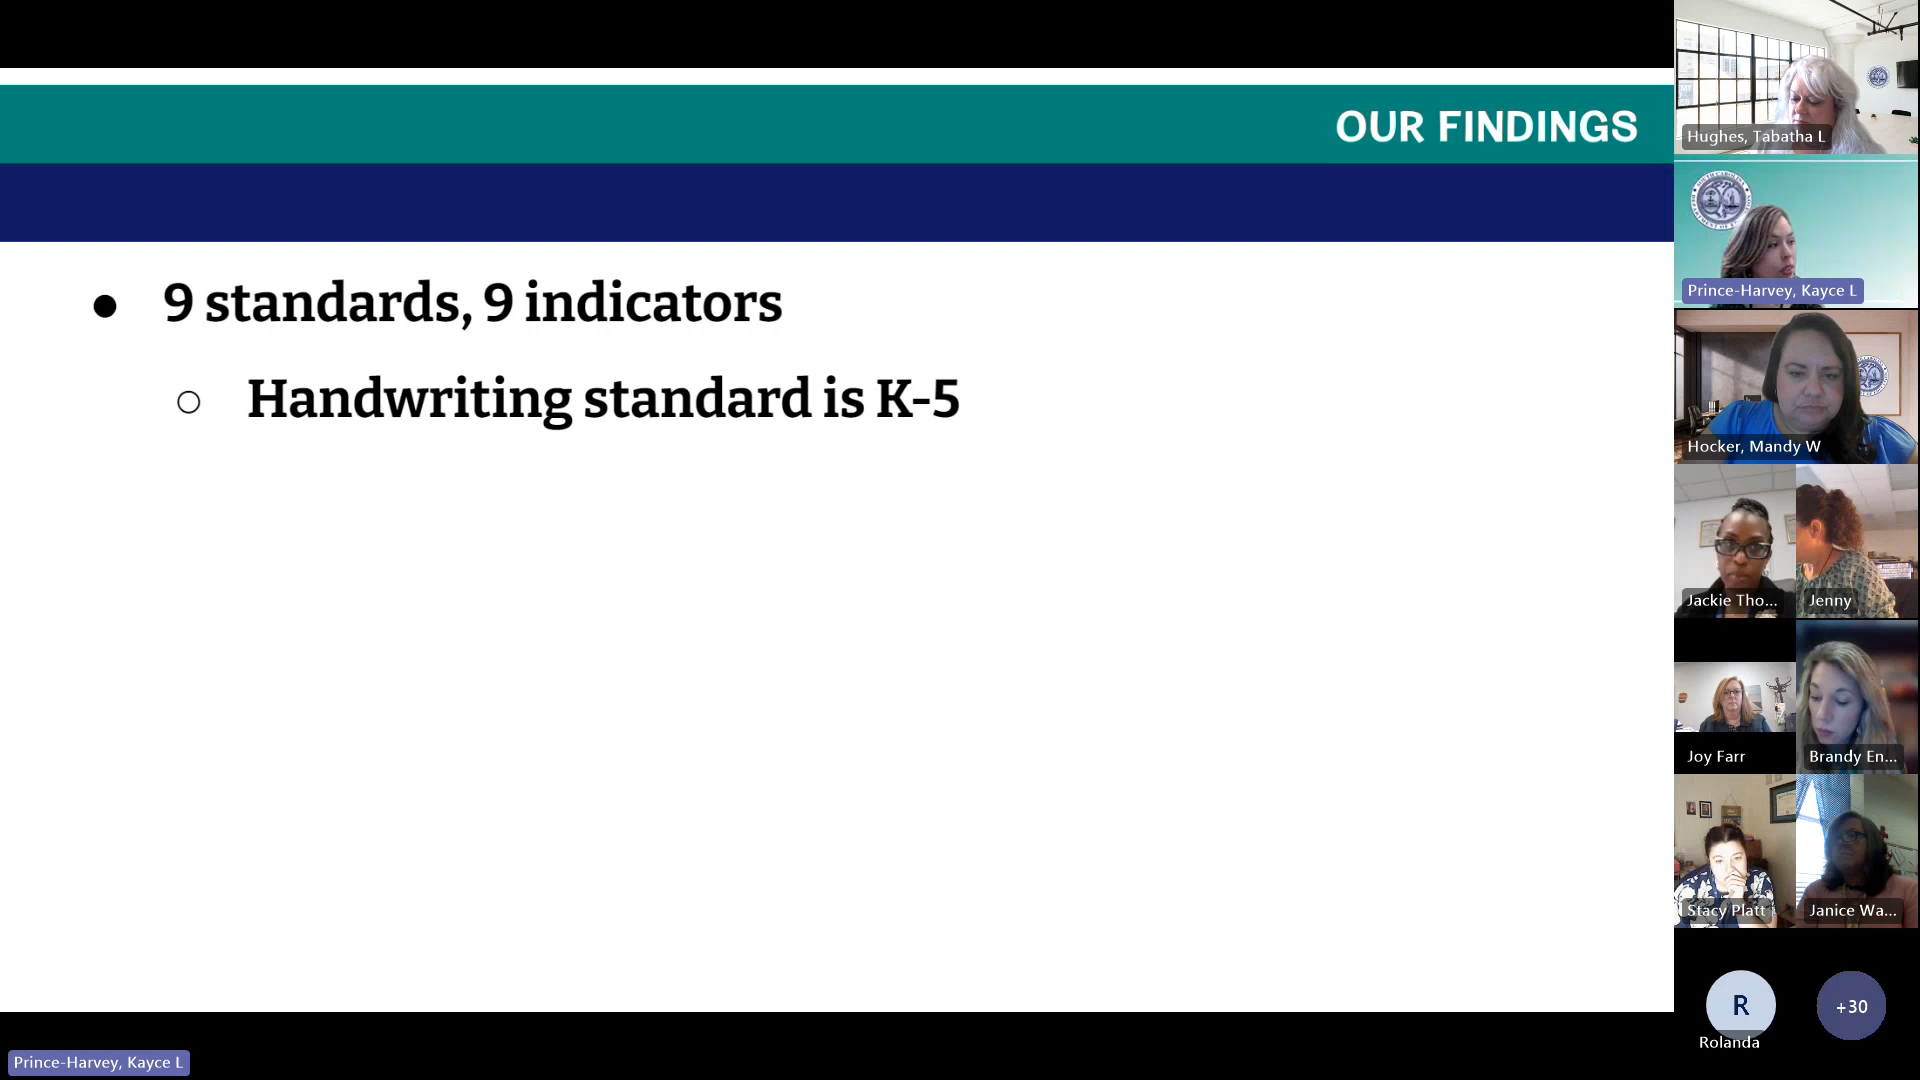 OUR FINDINGS
● 9 standards, 9 indicators
○ Handwriting standard is K-5
Hughes, Tabatha L
Prince-Harvey, Kayce L
Hocker, Mandy W
Jackie Tho...
Jenny
Joy Farr
Brandy En...
Stacy Platt
Janice Wa...
R
Rolanda
+30
Prince-Harvey, Kayce L